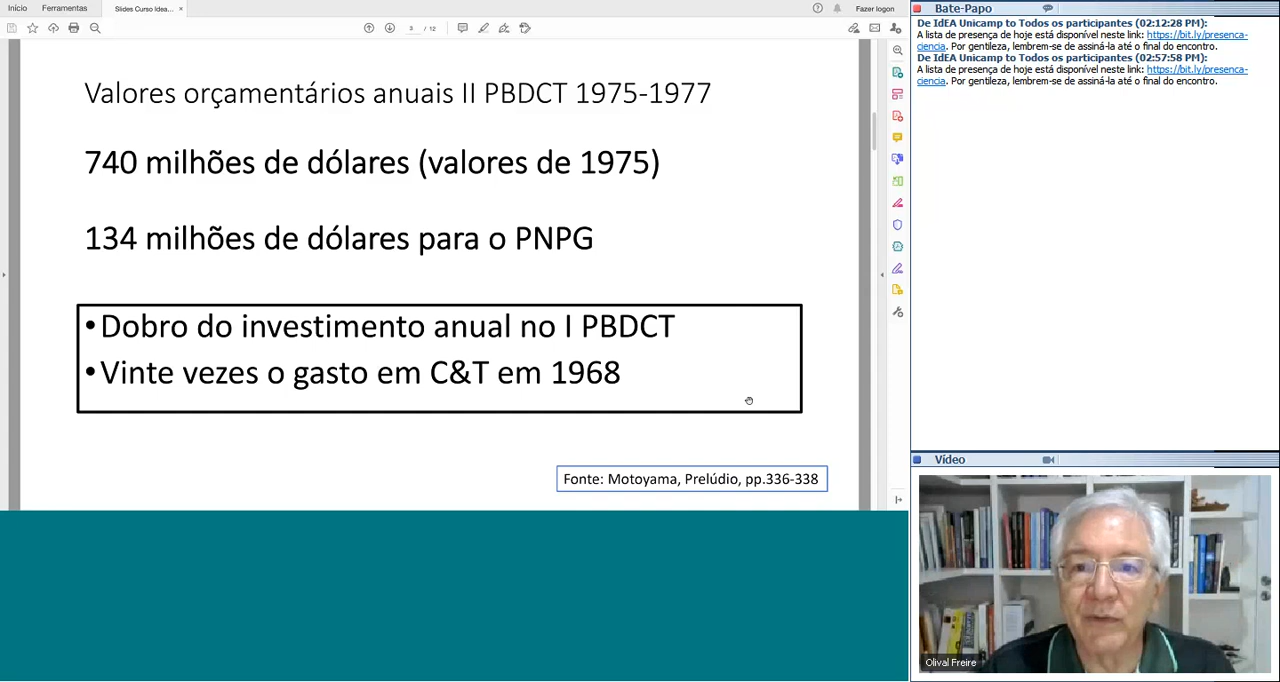 Início
Ferramentas
Slides Curso Idea...
×
Fazer logon
3 / 12
Valores orçamentários anuais II PBDCT 1975-1977
740 milhões de dólares (valores de 1975)
134 milhões de dólares para o PNPG
•Dobro do investimento anual no I PBDCT
•Vinte vezes o gasto em C&T em 1968
Fonte: Motoyama, Prelúdio, pp.336-338
Bate-Papo
De IdEA Unicamp to Todos os participantes (02:12:28 PM):
A lista de presença de hoje está disponível neste link: https://bit.ly/presenca-
ciencia. Por gentileza, lembrem-se de assiná-la até o final do encontro.
De IdEA Unicamp to Todos os participantes (02:57:58 PM):
A lista de presença de hoje está disponível neste link: https://bit.ly/presenca-
ciencia. Por gentileza, lembrem-se de assiná-la até o final do encontro.
Vídeo
Olival Freire